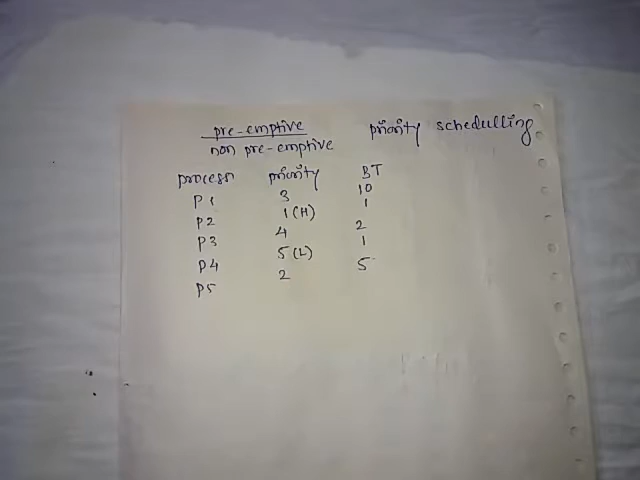 pre-emptive
non pre-emptive priority schedulling
process priority BT
P1 3 10
P2 1(H) 1
P3 4 2
P4 5(L) 1
P5 2 5